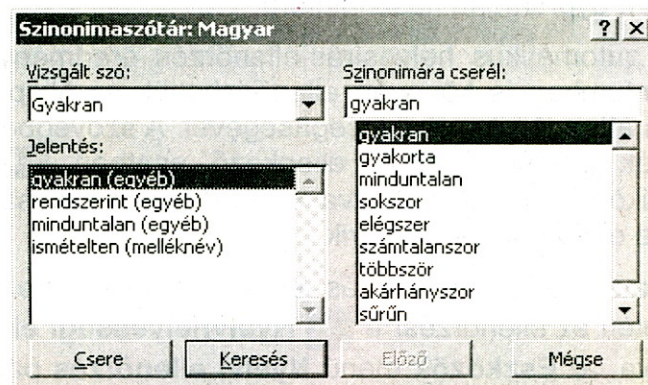 Szinonimaszótár: Magyar
Vizsgált szó:
Gyakran
Jelentés:
gyakran (egyéb)
rendszerint (egyéb)
minduntalan (egyéb)
ismételten (melléknév)
Szinonimára cserél:
gyakran
gyakran
gyakorta
minduntalan
sokszor
elégszer
számtalanszor
többször
akárhányszor
sűrűn
Csere
Keresés
Előző
Mégse